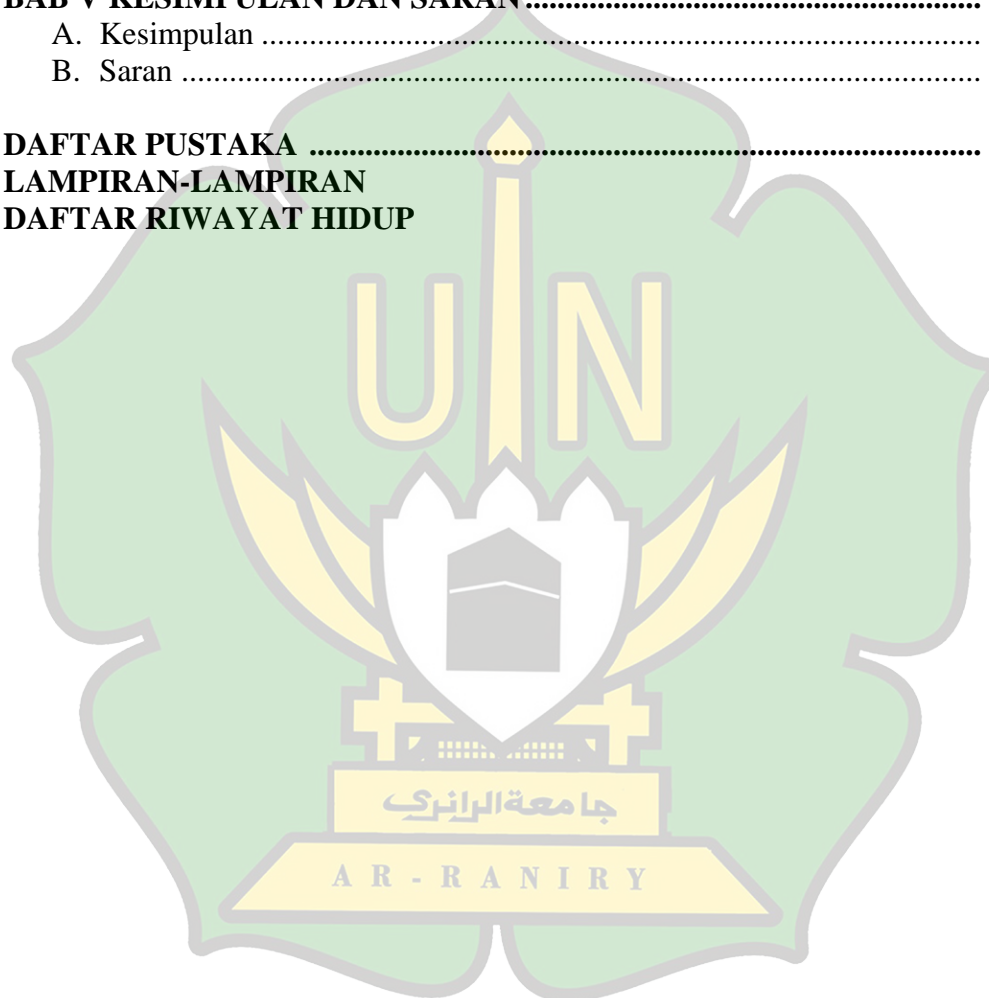 BAB V KESIMPULAN DAN SARAN.........................................................
A. Kesimpulan ..........................................................................................
B. Saran ....................................................................................................
DAFTAR PUSTAKA ....................................................................................
LAMPIRAN-LAMPIRAN
DAFTAR RIWAYAT HIDUP
UIN
جامعةالرانري
AR-RANIRY